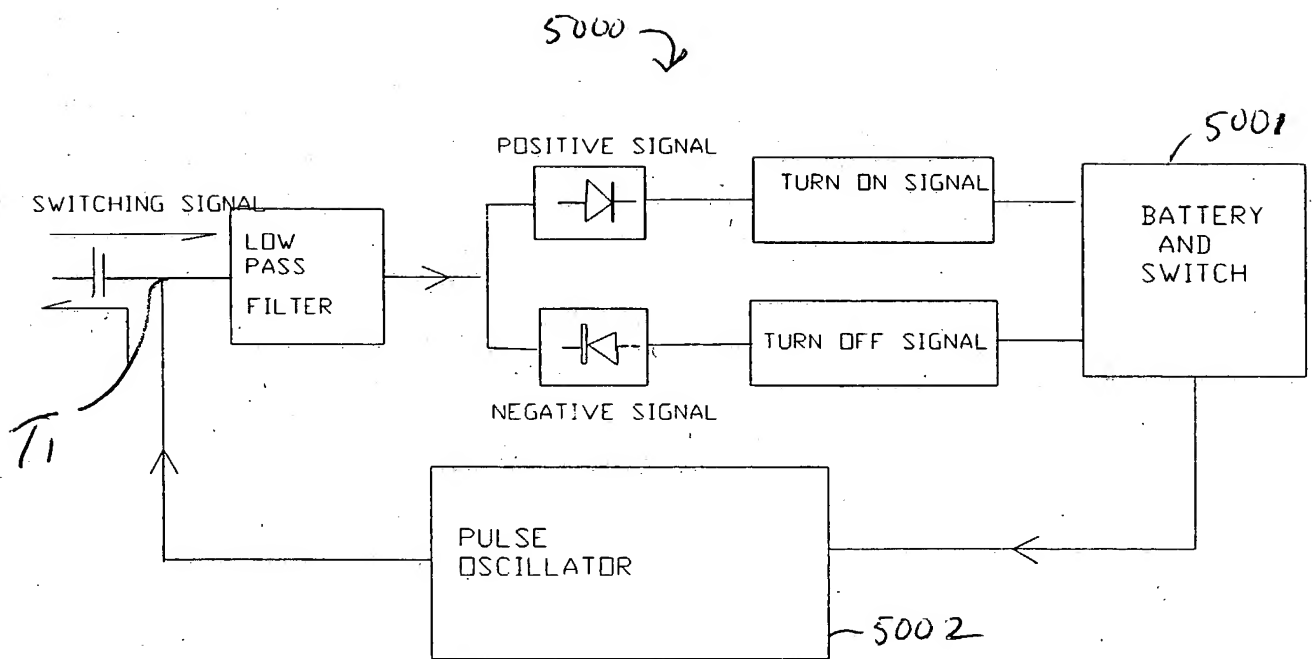 5000
5001
POSITIVE SIGNAL
SWITCHING SIGNAL
TURN ON SIGNAL
BATTERY
AND
SWITCH
LOW
PASS
FILTER
TURN OFF SIGNAL
NEGATIVE SIGNAL
T1
PULSE
OSCILLATOR
5002